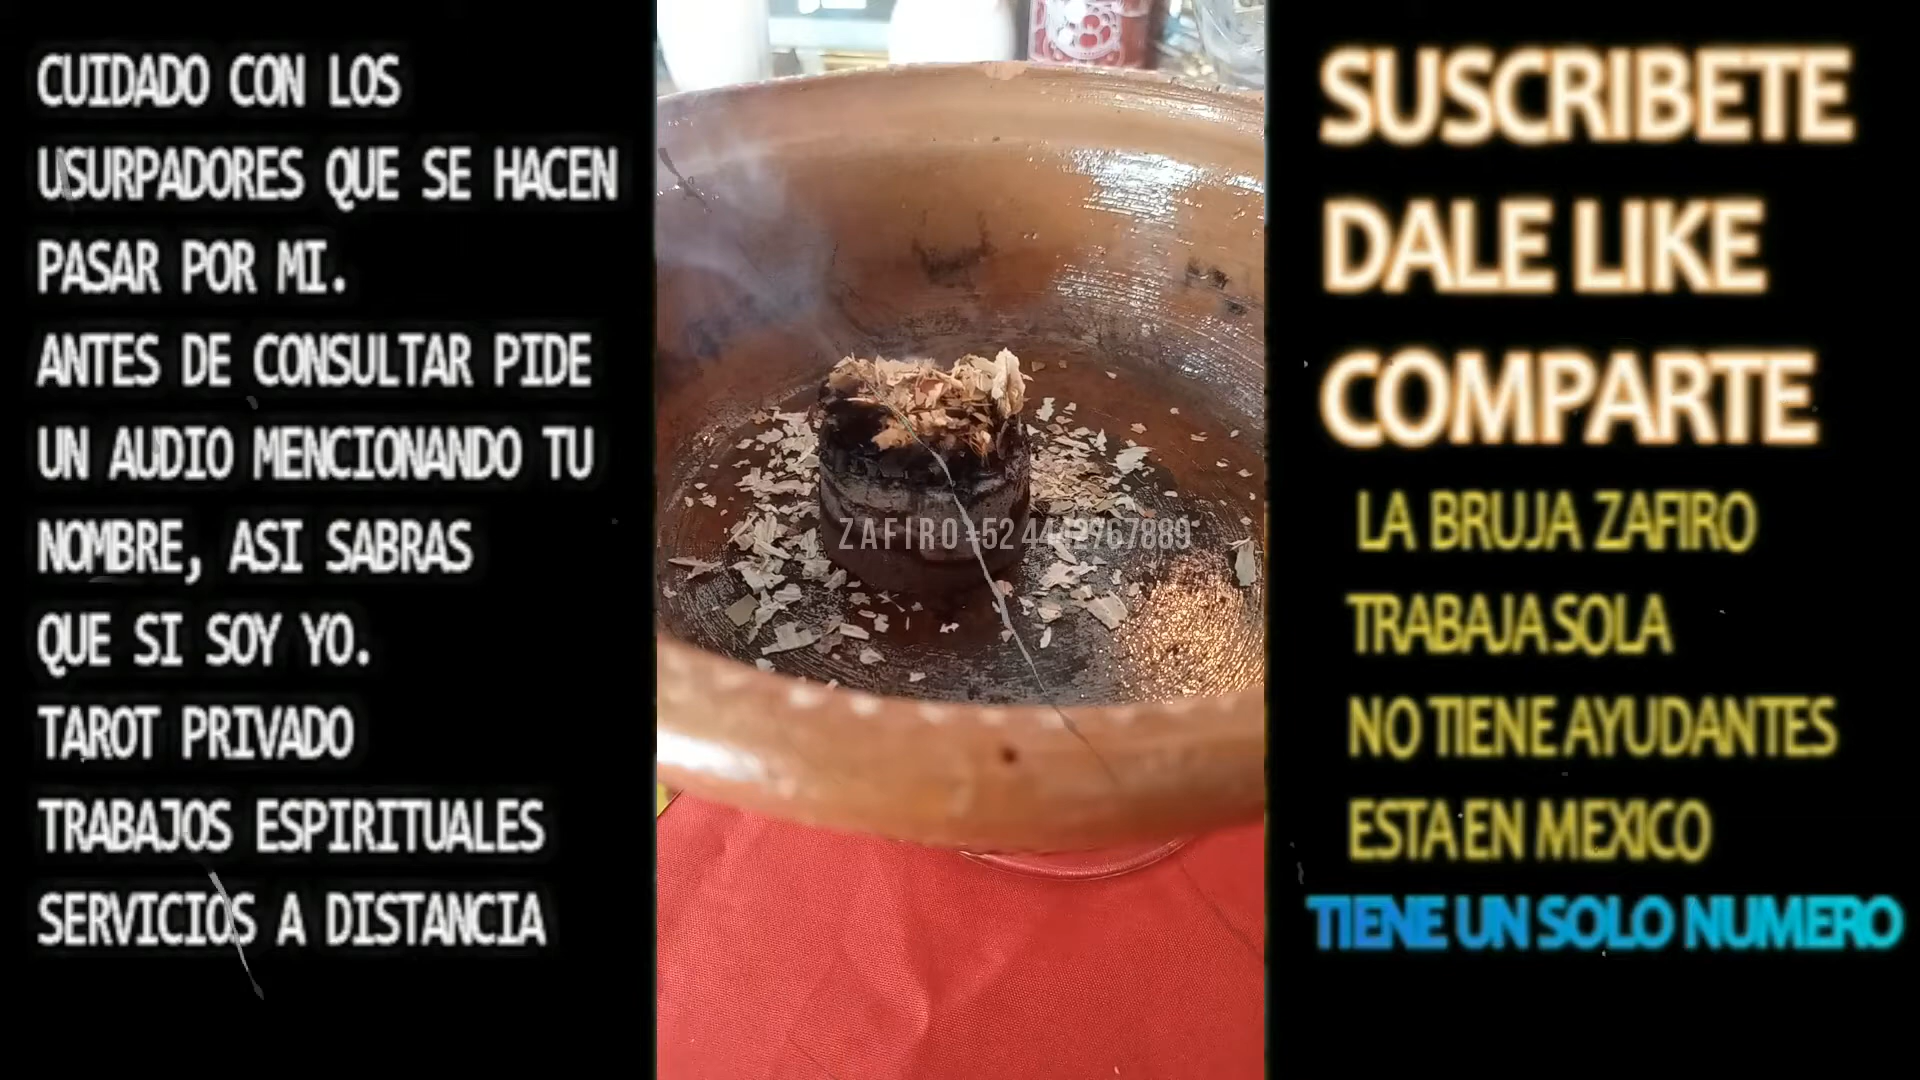 CUIDADO CON LOS
USURPADORES QUE SE HACEN
PASAR POR MI.
ANTES DE CONSULTAR PIDE
UN AUDIO MENCIONANDO TU
NOMBRE, ASI SABRAS
QUE SI SOY YO.
TAROT PRIVADO
TRABAJOS ESPIRITUALES
SERVICIOS A DISTANCIA
ZAFIRO +52 4442767889
SUSCRIBETE
DALE LIKE
COMPARTE
LA BRUJA ZAFIRO
TRABAJA SOLA
NO TIENE AYUDANTES
ESTA EN MEXICO
TIENE UN SOLO NUMERO